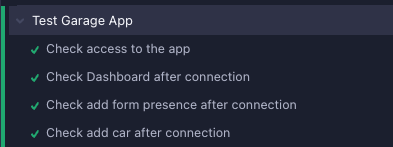 Test Garage App
Check access to the app
Check Dashboard after connection
Check add form presence after connection
Check add car after connection